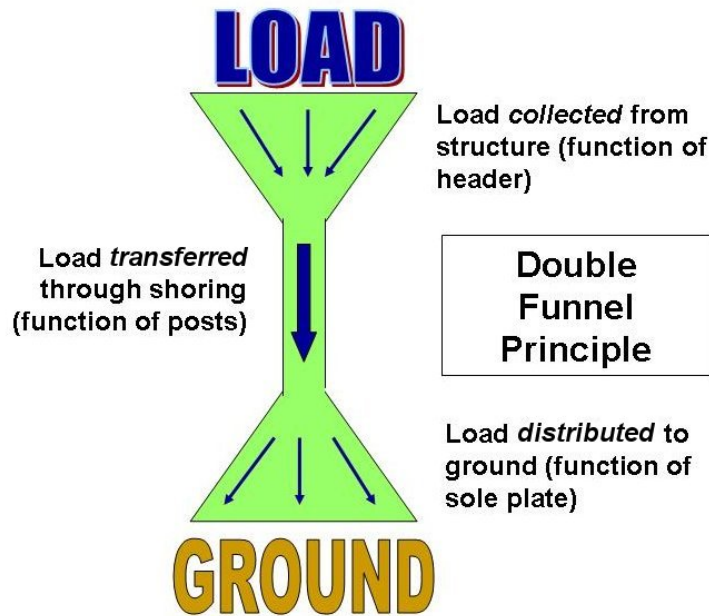 LOAD
Load collected from
structure (function of
header)
Load transferred
through shoring
(function of posts)
Double
Funnel
Principle
Load distributed to
ground (function of
sole plate)
GROUND